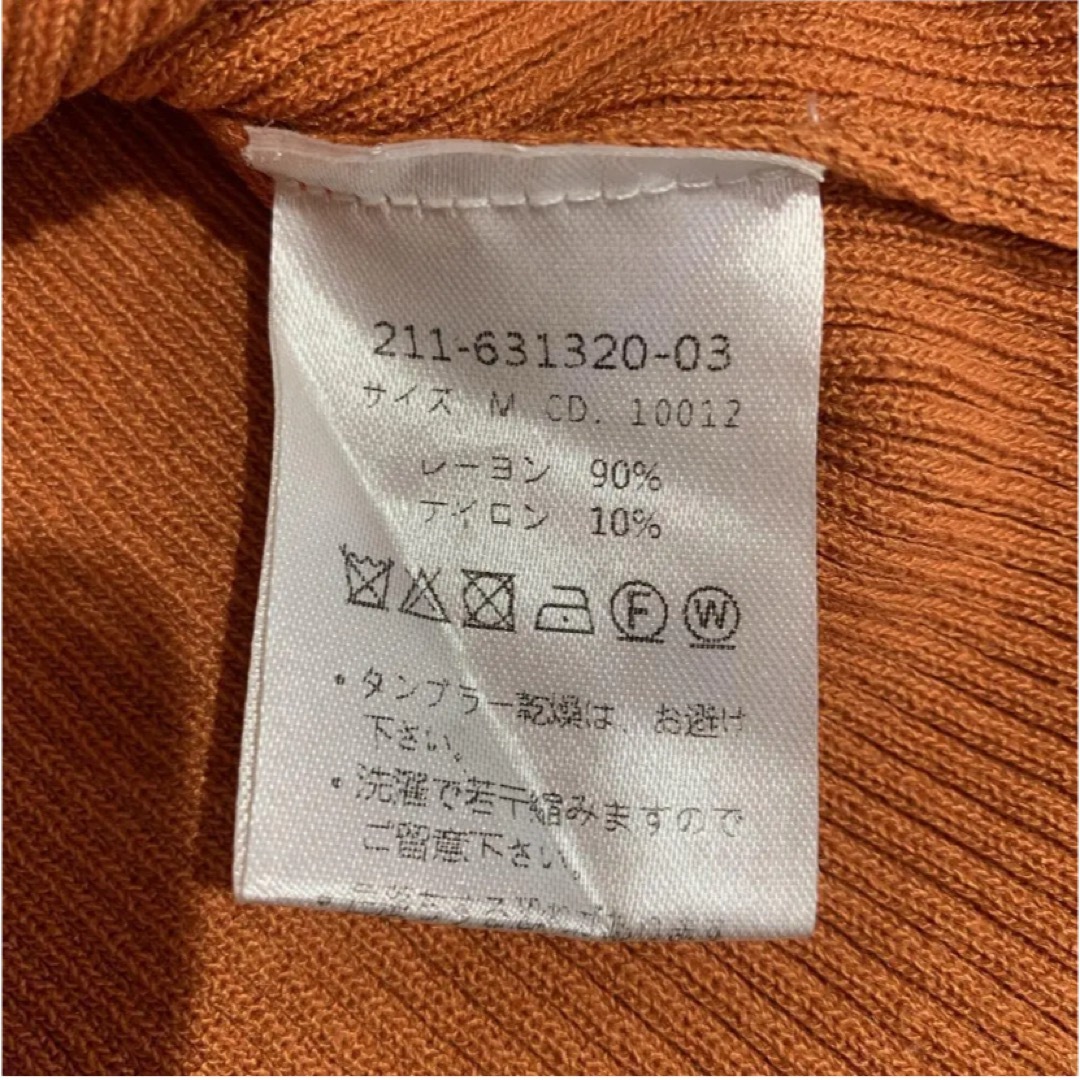 211-631320-03
サイズ M CD. 10012
レーヨン 90%
ナイロン 10%
F W
・タンブラー乾燥は、お避け
下さい。
・洗濯で若干縮みますので
ご留意下さい。